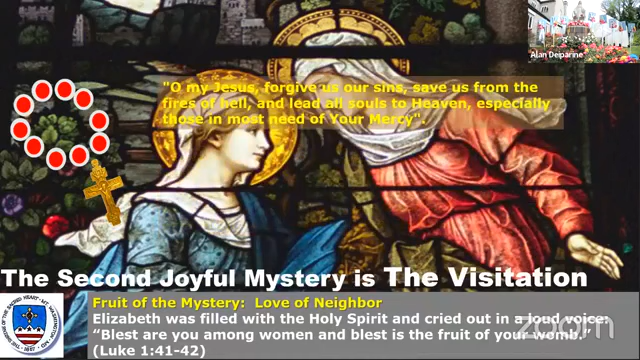 Alan Deiparine
"O my Jesus, forgive us our sins, save us from the
fires of hell, and lead all souls to Heaven, especially
those in most need of Your Mercy".
The Second Joyful Mystery is The Visitation
Fruit of the Mystery: Love of Neighbor
Elizabeth was filled with the Holy Spirit and cried out in a loud voice:
“Blest are you among women and blest is the fruit of your womb.”
(Luke 1:41-42)
zoom